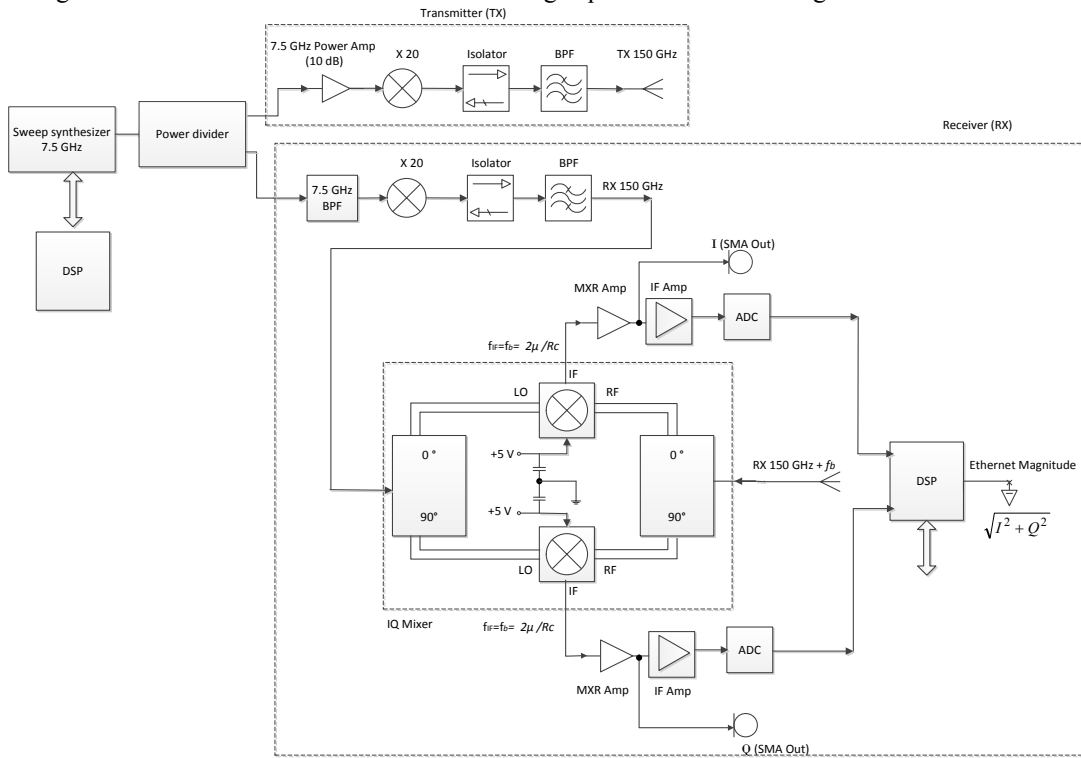 Transmitter (TX)
7.5 GHz Power Amp
(10 dB)
X 20
Isolator
BPF
TX 150 GHz
Sweep synthesizer
7.5 GHz
Power divider
DSP
Receiver (RX)
7.5 GHz
BPF
X 20
Isolator
BPF
RX 150 GHz
I (SMA Out)
MXR Amp
IF Amp
ADC
fIF=fb= 2μ /Rc
IF
LO
RF
0 °
90°
+5 V
+5 V
0 °
90°
RX 150 GHz + fb
DSP
Ethernet Magnitude
√I² + Q²
LO
RF
IF
IQ Mixer
fIF=fb= 2μ /Rc
MXR Amp
IF Amp
ADC
Q (SMA Out)